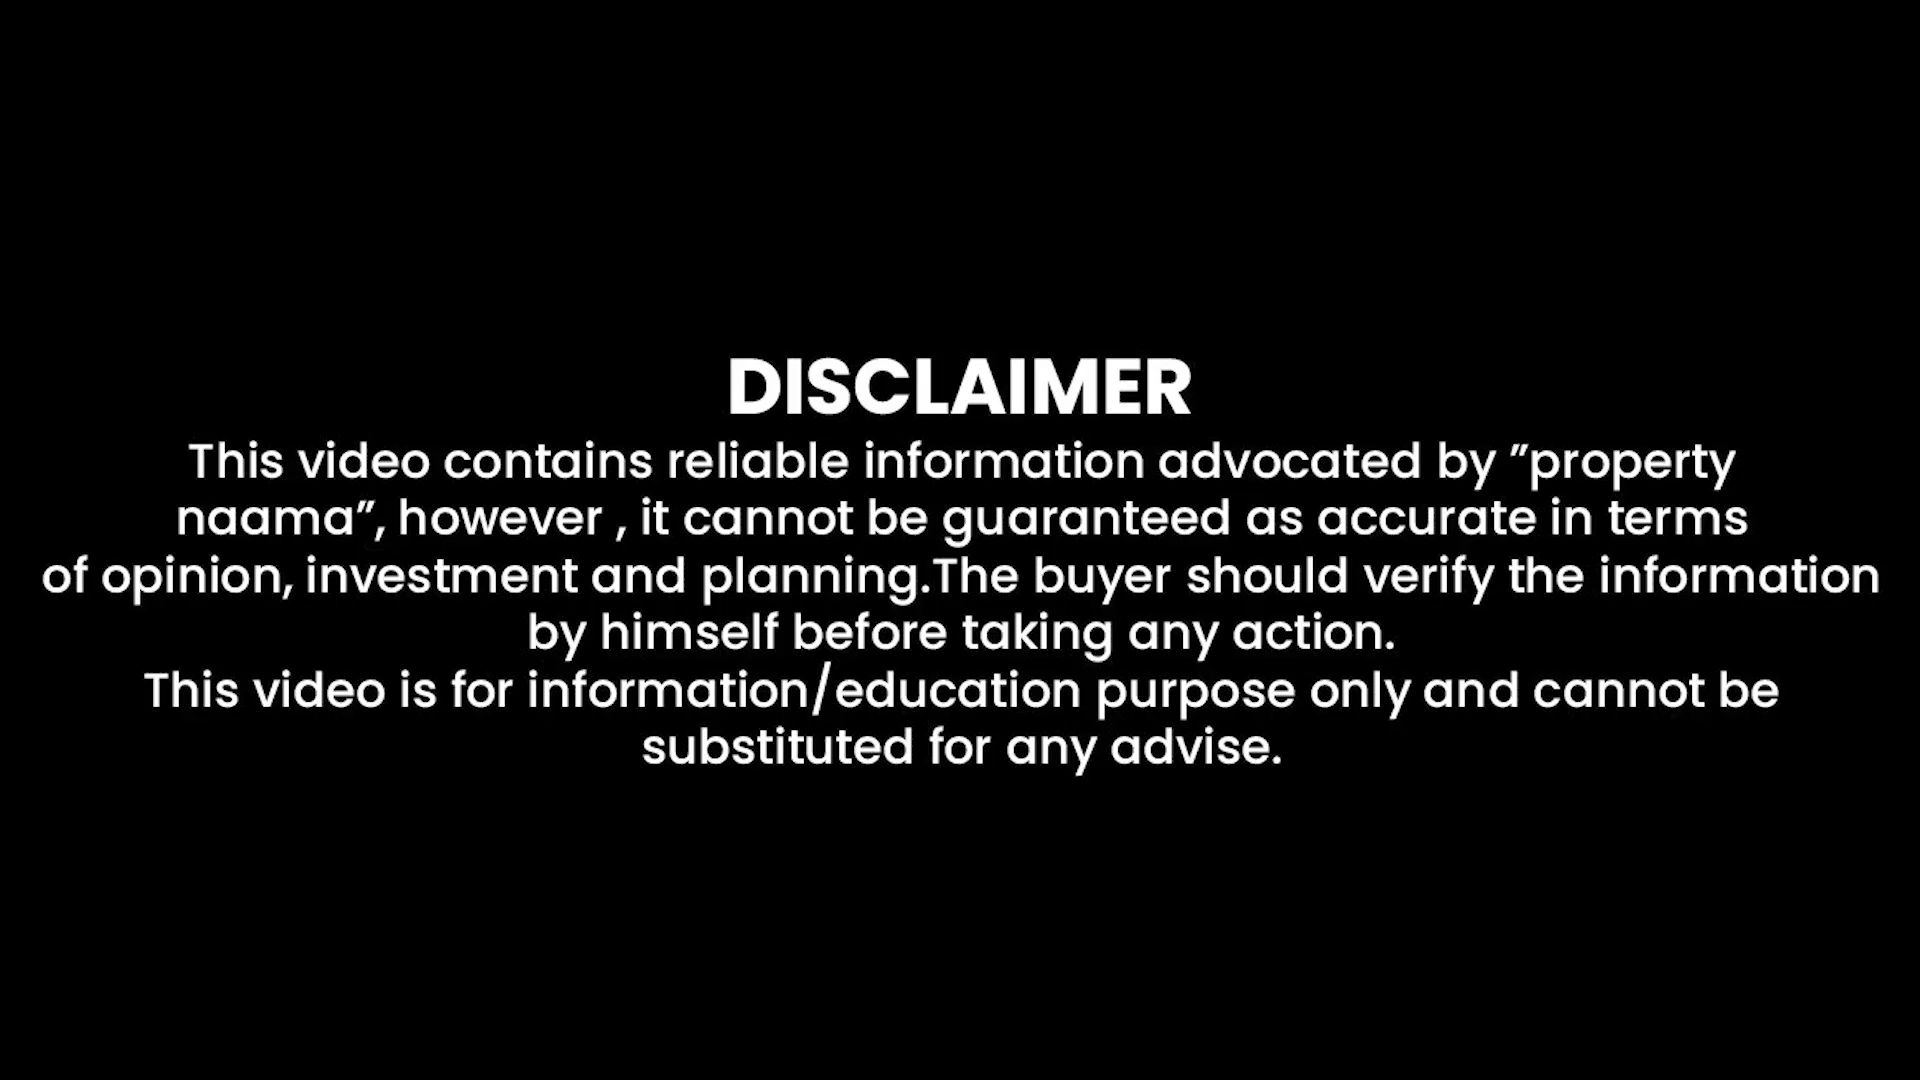 DISCLAIMER
This video contains reliable information advocated by ”property
naama”, however , it cannot be guaranteed as accurate in terms
of opinion, investment and planning.The buyer should verify the information
by himself before taking any action.
This video is for information/education purpose only and cannot be
substituted for any advise.